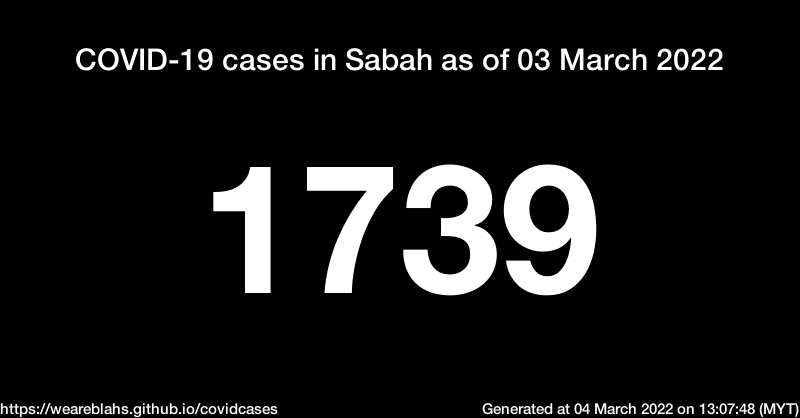 COVID-19 cases in Sabah as of 03 March 2022
1739
https://weareblahs.github.io/covidcases
Generated at 04 March 2022 on 13:07:48 (MYT)